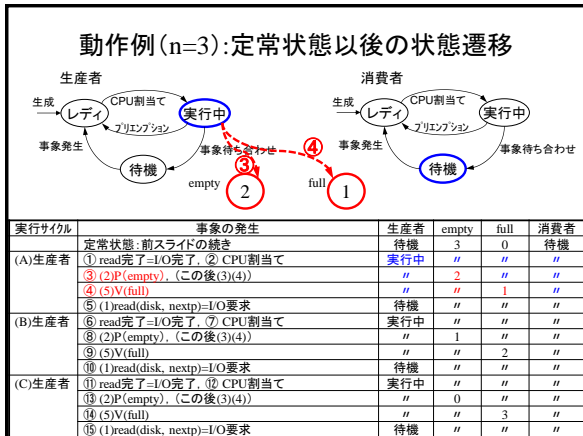 動作例(n=3):定常状態以後の状態遷移
生産者
消費者
生成
レディ
CPU割当て
実行中
プリエンプション
事象発生
事象待ち合わせ
待機
生成
レディ
CPU割当て
実行中
プリエンプション
事象発生
事象待ち合わせ
待機
③
④
empty
2
full
1
実行サイクル 事象の発生 生産者 empty full 消費者
定常状態:前スライドの続き 待機 3 0 待機
(A)生産者 ① read完了=I/O完了, ② CPU割当て 実行中 〃 〃 〃
③ (2)P(empty), (この後(3)(4)) 〃 2 〃 〃
④ (5)V(full) 〃 〃 1 〃
⑤ (1)read(disk, nextp)=I/O要求 待機 〃 〃 〃
(B)生産者 ⑥ read完了=I/O完了, ⑦ CPU割当て 実行中 〃 〃 〃
⑧ (2)P(empty), (この後(3)(4)) 〃 1 〃 〃
⑨ (5)V(full) 〃 〃 2 〃
⑩ (1)read(disk, nextp)=I/O要求 待機 〃 〃 〃
(C)生産者 ⑪ read完了=I/O完了, ⑫ CPU割当て 実行中 〃 〃 〃
⑬ (2)P(empty), (この後(3)(4)) 〃 0 〃 〃
⑭ (5)V(full) 〃 〃 3 〃
⑮ (1)read(disk, nextp)=I/O要求 待機 〃 〃 〃